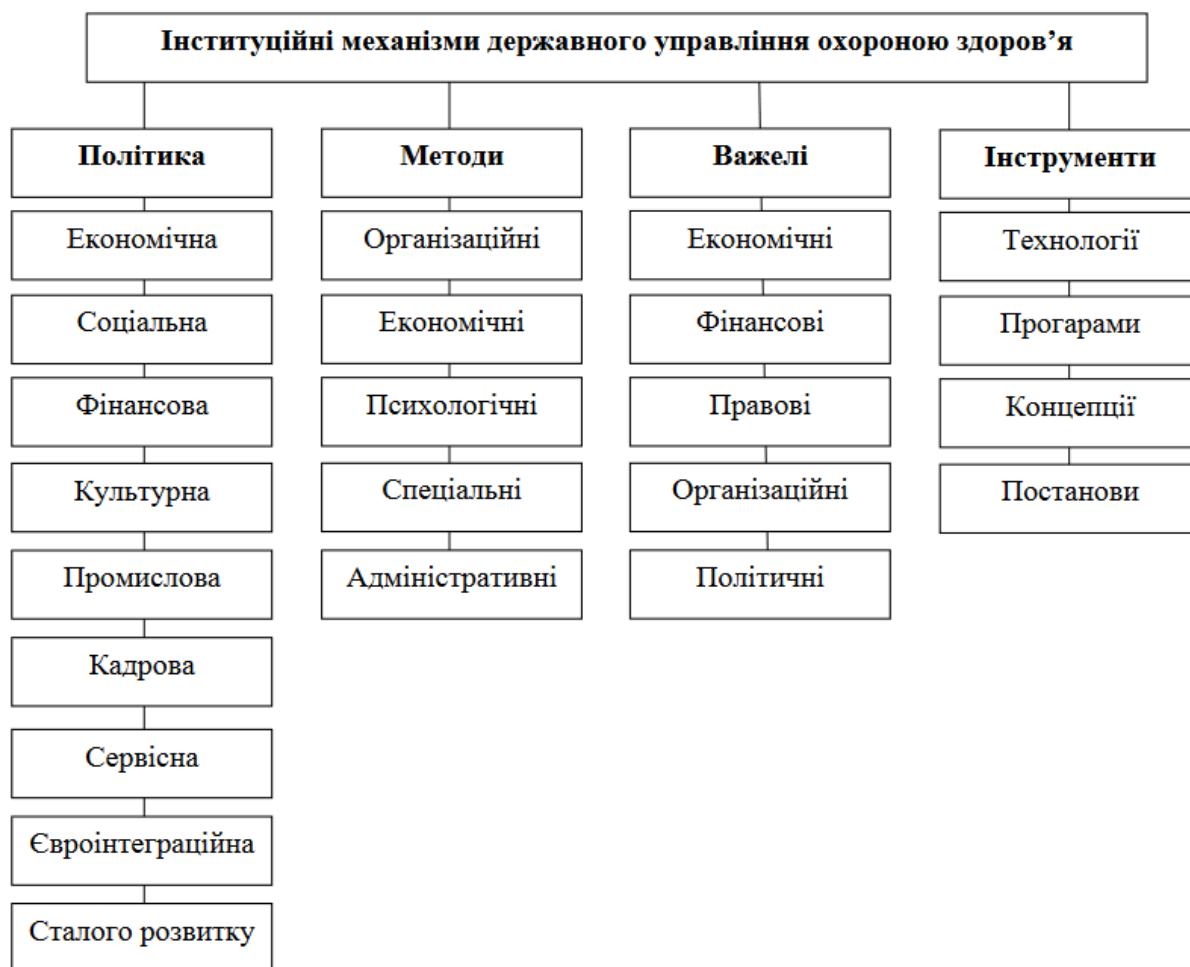 Інституційні механізми державного управління охороною здоров’я
Політика
Економічна
Соціальна
Фінансова
Культурна
Промислова
Кадрова
Сервісна
Євроінтеграційна
Сталого розвитку
Методи
Організаційні
Економічні
Психологічні
Спеціальні
Адміністративні
Важелі
Економічні
Фінансові
Правові
Організаційні
Політичні
Інструменти
Технології
Прогарами
Концепції
Постанови